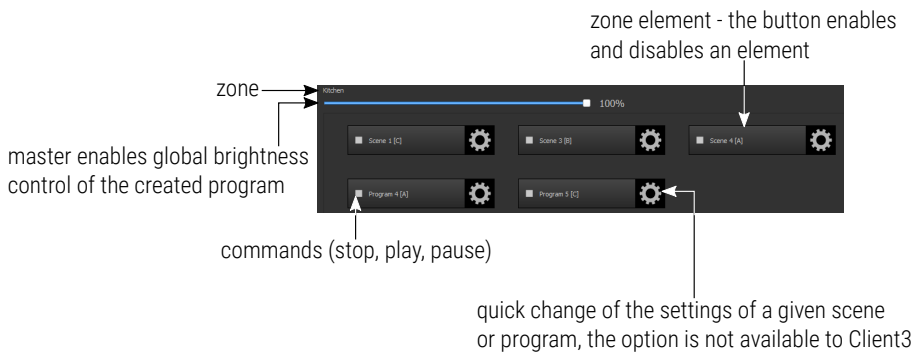 zone element - the button enables
and disables an element
zone
Kitchen
100%
master enables global brightness
control of the created program
Scene 1 [C]
Scene 3 [B]
Scene 4 [A]
Program 4 [A]
Program 5 [C]
commands (stop, play, pause)
quick change of the settings of a given scene
or program, the option is not available to Client3